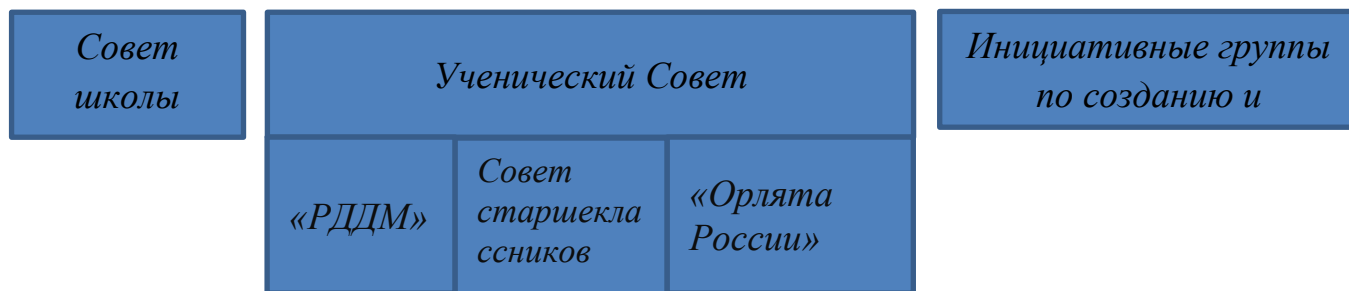 Совет
школы
Ученический Совет
Инициативные группы
по созданию и
«РДДМ»
Совет
старшекла
ссников
«Орлята
России»